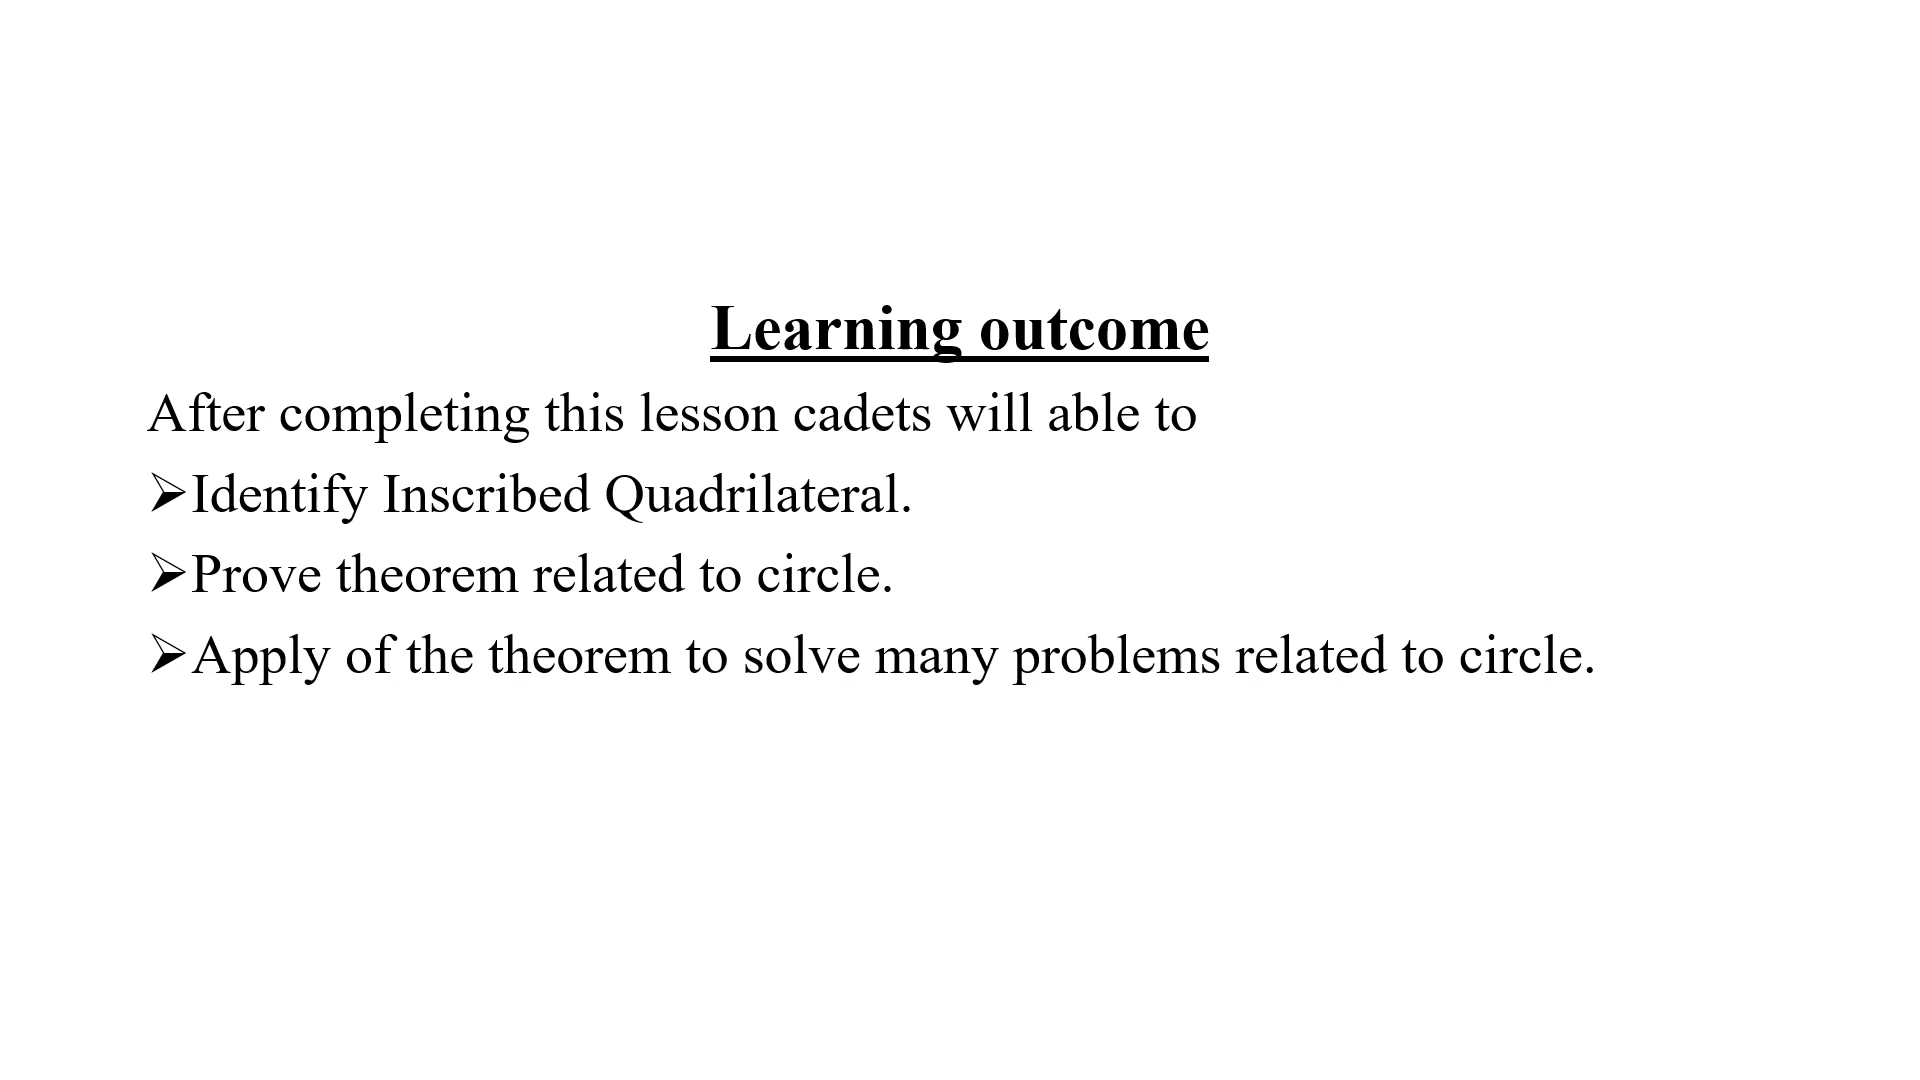 Learning outcome
After completing this lesson cadets will able to
➢Identify Inscribed Quadrilateral.
➢Prove theorem related to circle.
➢Apply of the theorem to solve many problems related to circle.